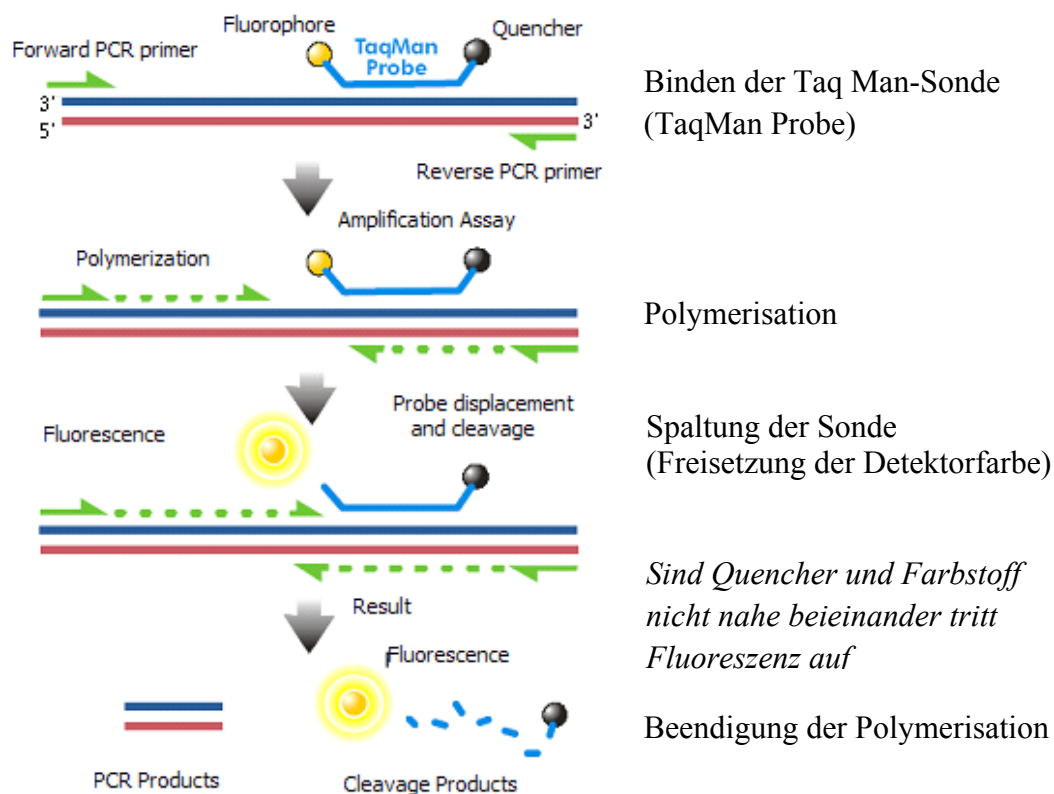 Fluorophore
Quencher
Forward PCR primer
TaqMan
Probe
3'
5'
3'
Reverse PCR primer
Binden der Taq Man-Sonde
(TaqMan Probe)
Amplification Assay
Polymerization
Polymerisation
Probe displacement
and cleavage
Fluorescence
Spaltung der Sonde
(Freisetzung der Detektorfarbe)
Sind Quencher und Farbstoff
nicht nahe beieinander tritt
Fluoreszenz auf
Result
Fluorescence
Beendigung der Polymerisation
PCR Products
Cleavage Products